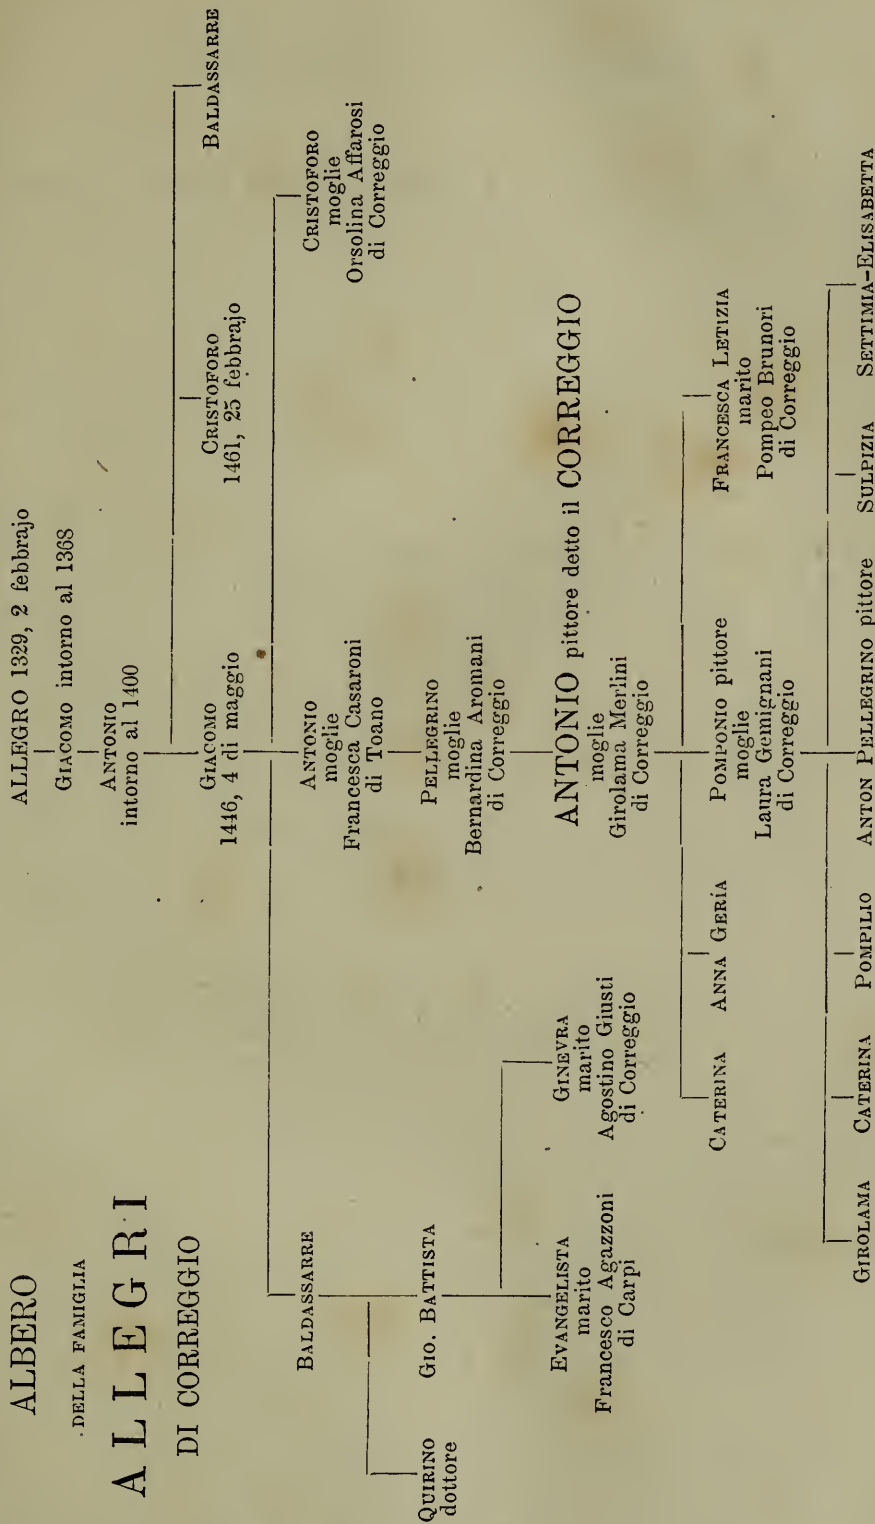 ALBERO
DELLA FAMIGLIA
ALLEGRI
DI CORREGGIO
ALLEGRO 1329, 2 febbrajo
GIACOMO intorno al 1368
ANTONIO
intorno al 1400
GIACOMO
1446, 4 di maggio
CRISTOFORO
1461, 25 febbrajo
BALDASSARRE
BALDASSARRE
ANTONIO
moglie
Francesca Casaroni
di Toano
CRISTOFORO
moglie
Orsolina Affarosi
di Correggio
QUIRINO
dottore
GIO. BATTISTA
PELLEGRINO
moglie
Bernardina Aromani
di Correggio
EVANGELISTA
marito
Francesco Agazzoni
di Carpi
GINEVRA
marito
Agostino Giusti
di Correggio
ANTONIO pittore detto il CORREGGIO
moglie
Girolama Merlini
di Correggio
CATERINA
ANNA GERIA
POMPONIO pittore
moglie
Laura Gemignani
di Correggio
FRANCESCA LETIZIA
marito
Pompeo Brunori
di Correggio
GIROLAMA
CATERINA
POMPILIO
ANTON PELLEGRINO pittore
SULPIZIA
SETTIMIA-ELISABETTA